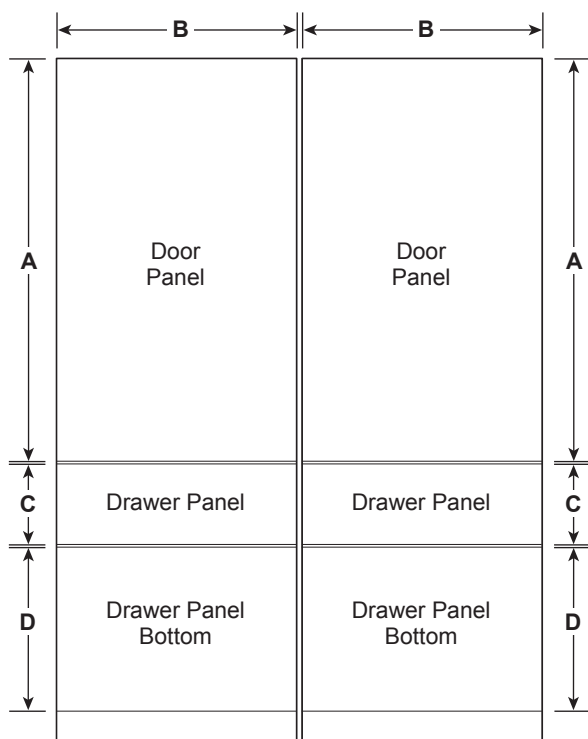 B B
Door Door
Panel Panel
A A
C Drawer Panel Drawer Panel C
Drawer Panel Drawer Panel
D D
Bottom Bottom